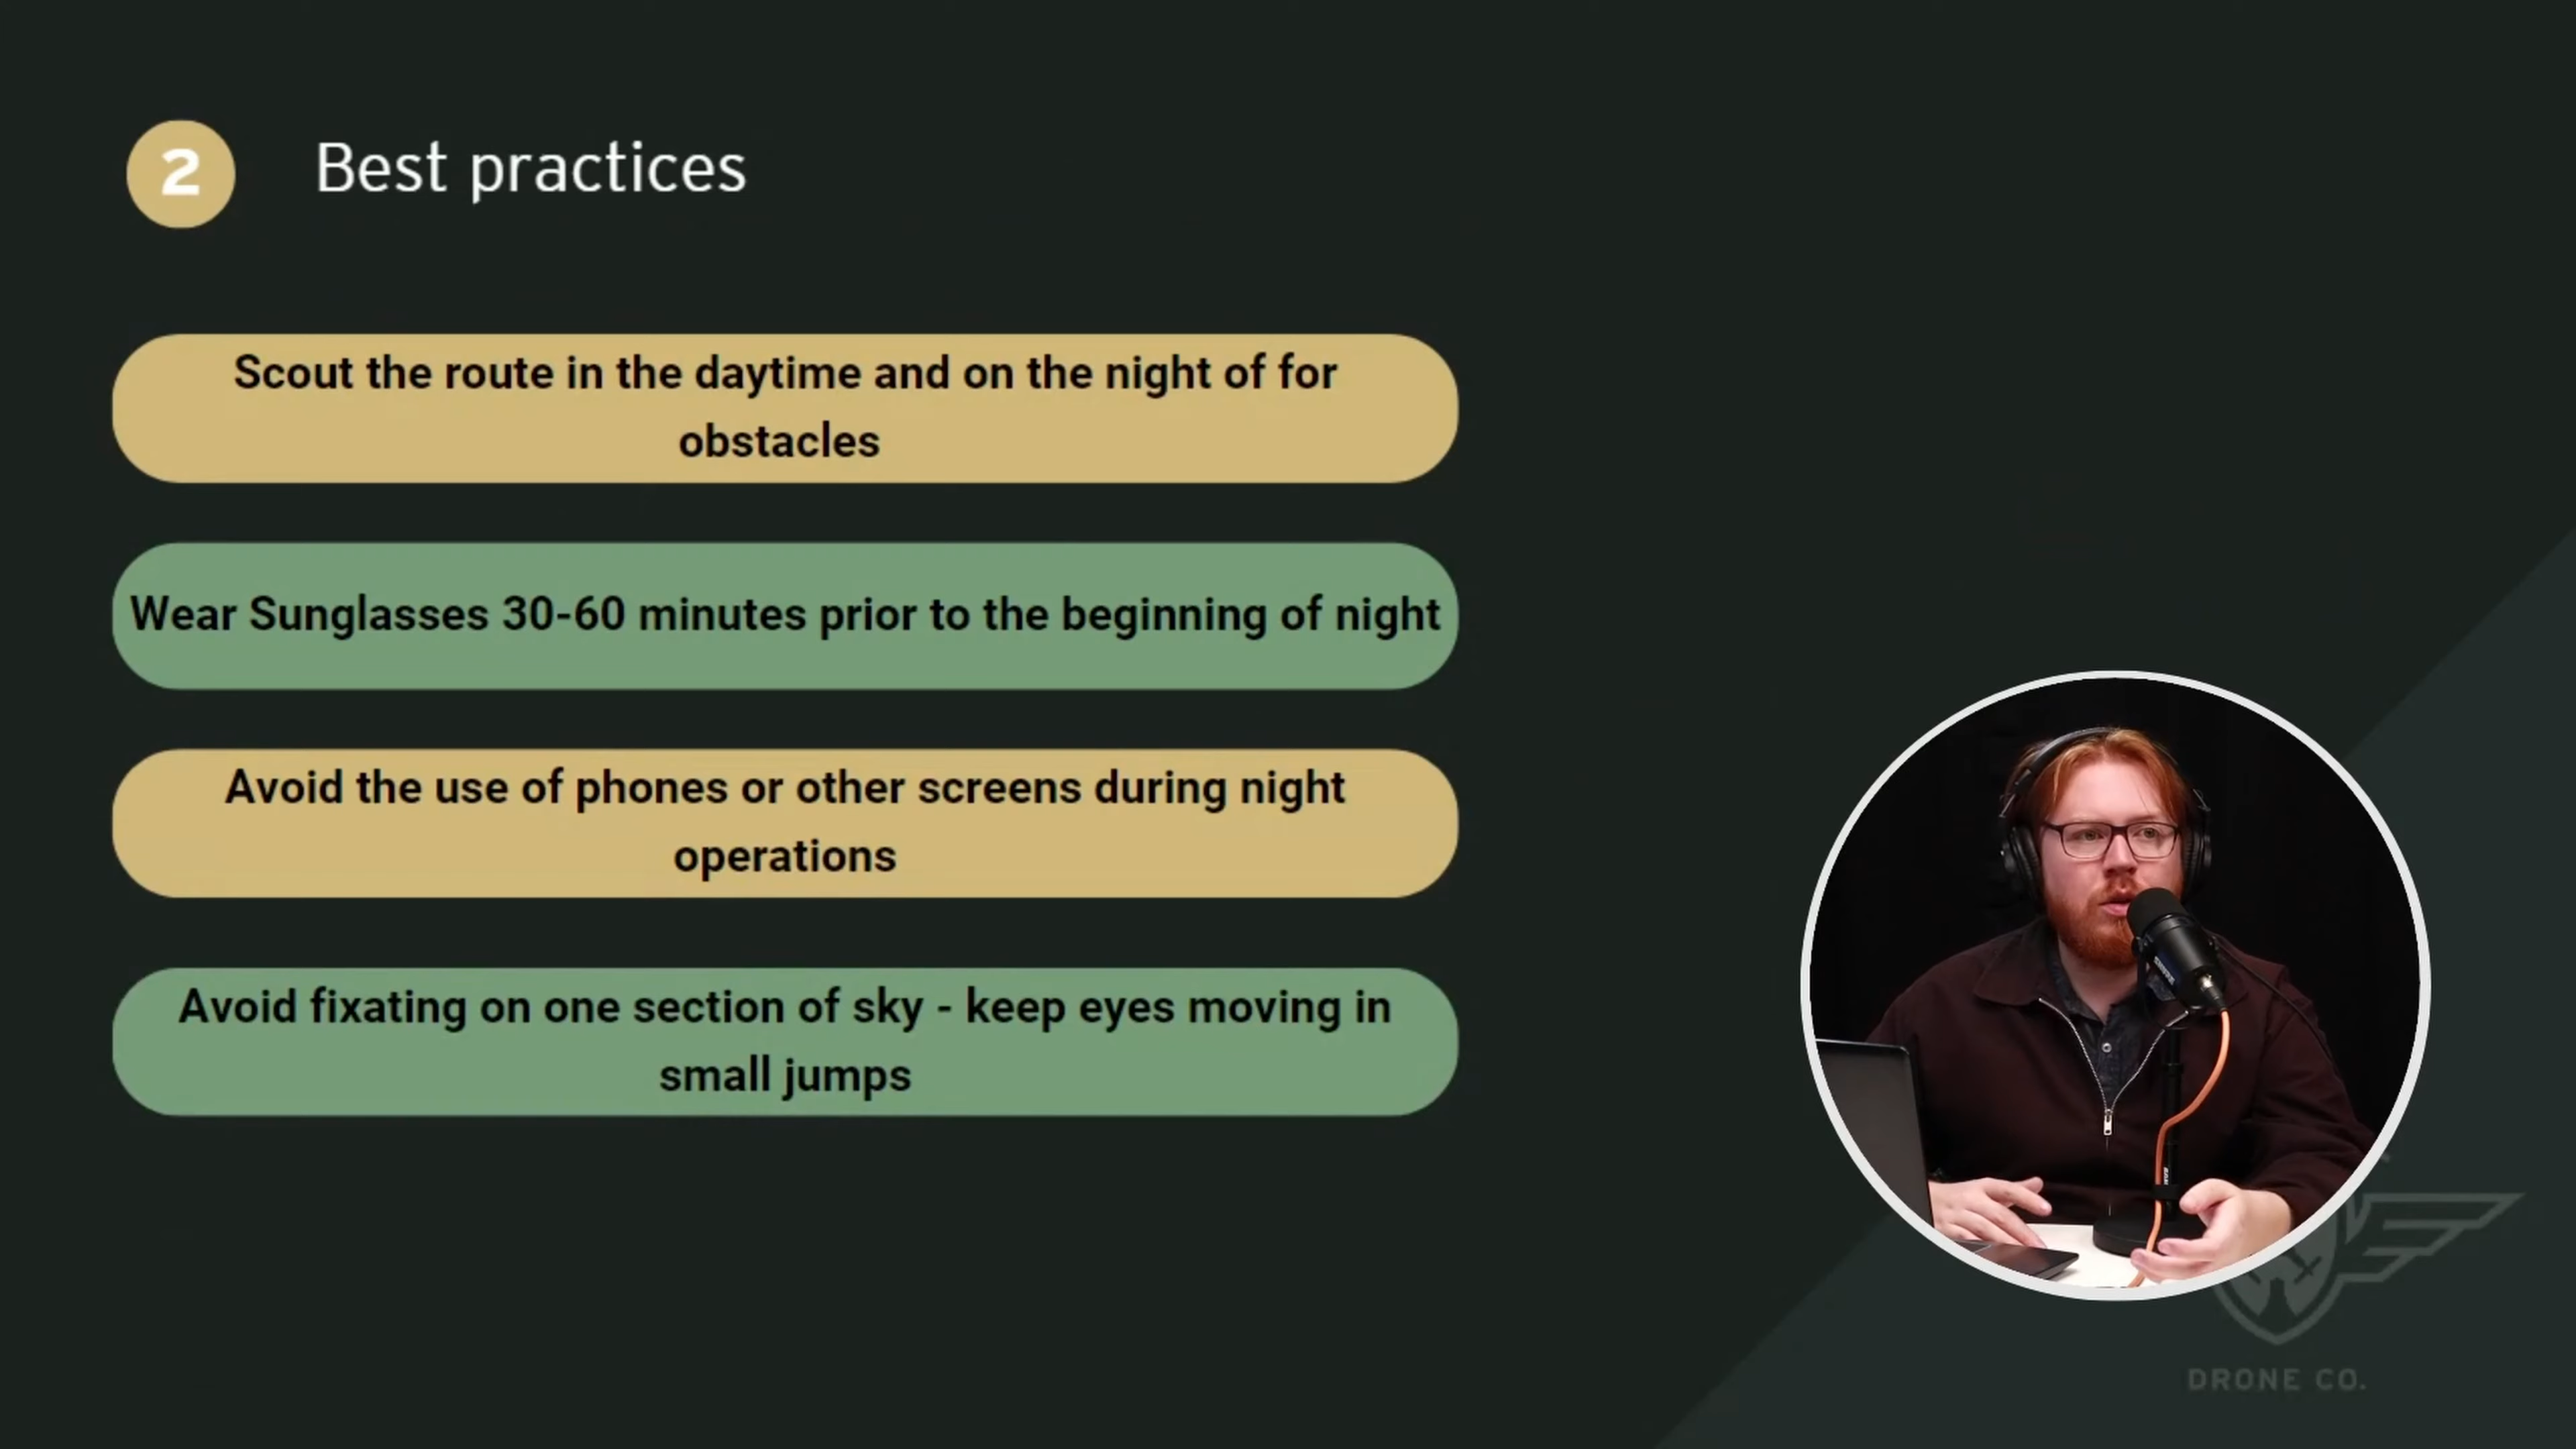 2
Best practices
Scout the route in the daytime and on the night of for
obstacles
Wear Sunglasses 30-60 minutes prior to the beginning of night
Avoid the use of phones or other screens during night
operations
Avoid fixating on one section of sky - keep eyes moving in
small jumps
DRONE CO.